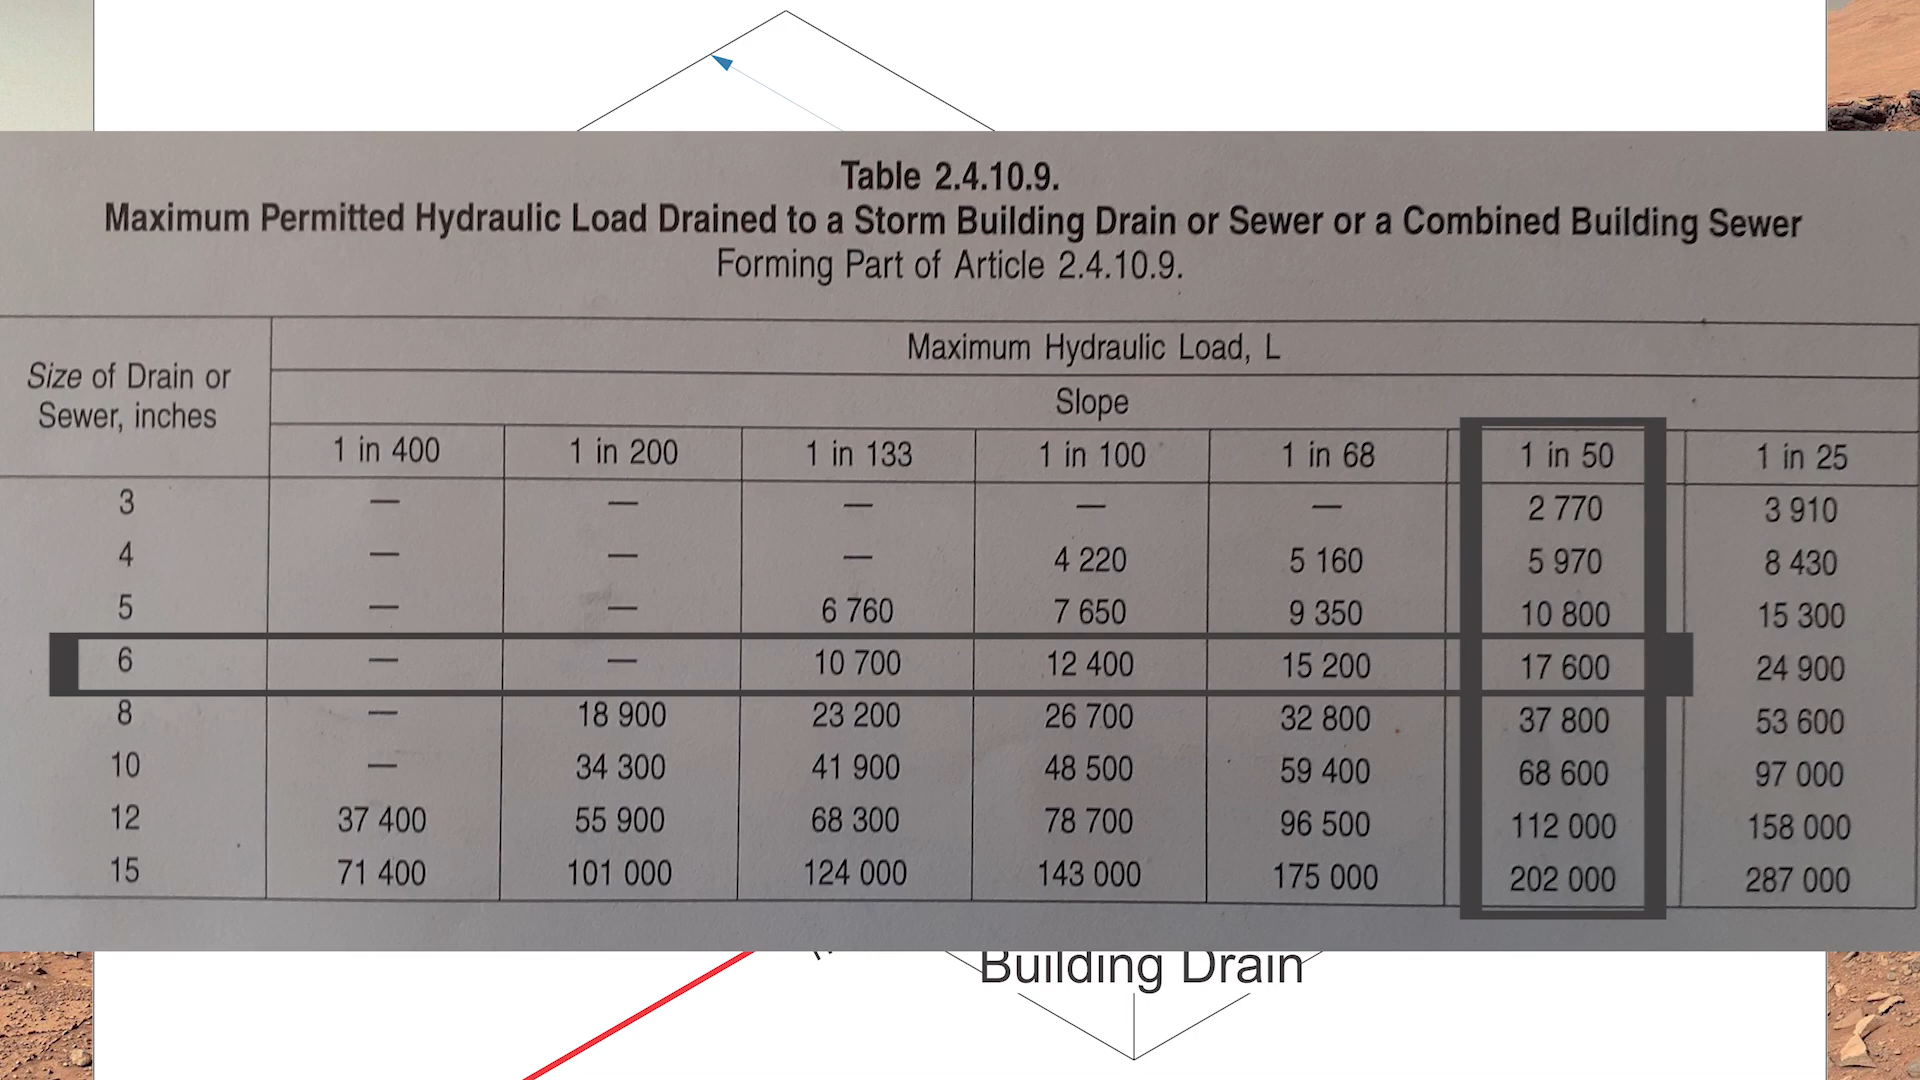 Table 2.4.10.9.
Maximum Permitted Hydraulic Load Drained to a Storm Building Drain or Sewer or a Combined Building Sewer
Forming Part of Article 2.4.10.9.
Size of Drain or Sewer, inches
Maximum Hydraulic Load, L
Slope
1 in 400 1 in 200 1 in 133 1 in 100 1 in 68 1 in 50 1 in 25
3 — — — — — 2 770 3 910
4 — — — 4 220 5 160 5 970 8 430
5 — — 6 760 7 650 9 350 10 800 15 300
6 — — 10 700 12 400 15 200 17 600 24 900
8 — 18 900 23 200 26 700 32 800 37 800 53 600
10 — 34 300 41 900 48 500 59 400 68 600 97 000
12 37 400 55 900 68 300 78 700 96 500 112 000 158 000
15 71 400 101 000 124 000 143 000 175 000 202 000 287 000
Building Drain